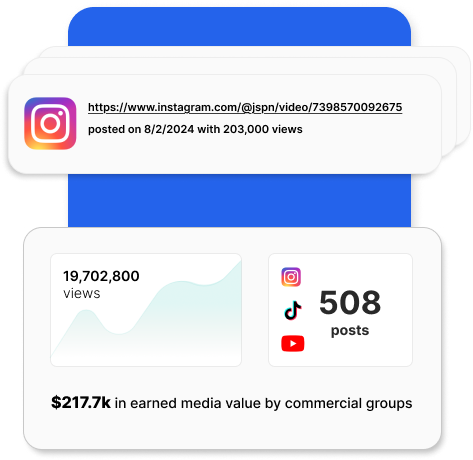 https://www.instagram.com/@jspn/video/7398570092675
posted on 8/2/2024 with 203,000 views
19,702,800
views
508
posts
$217.7k in earned media value by commercial groups